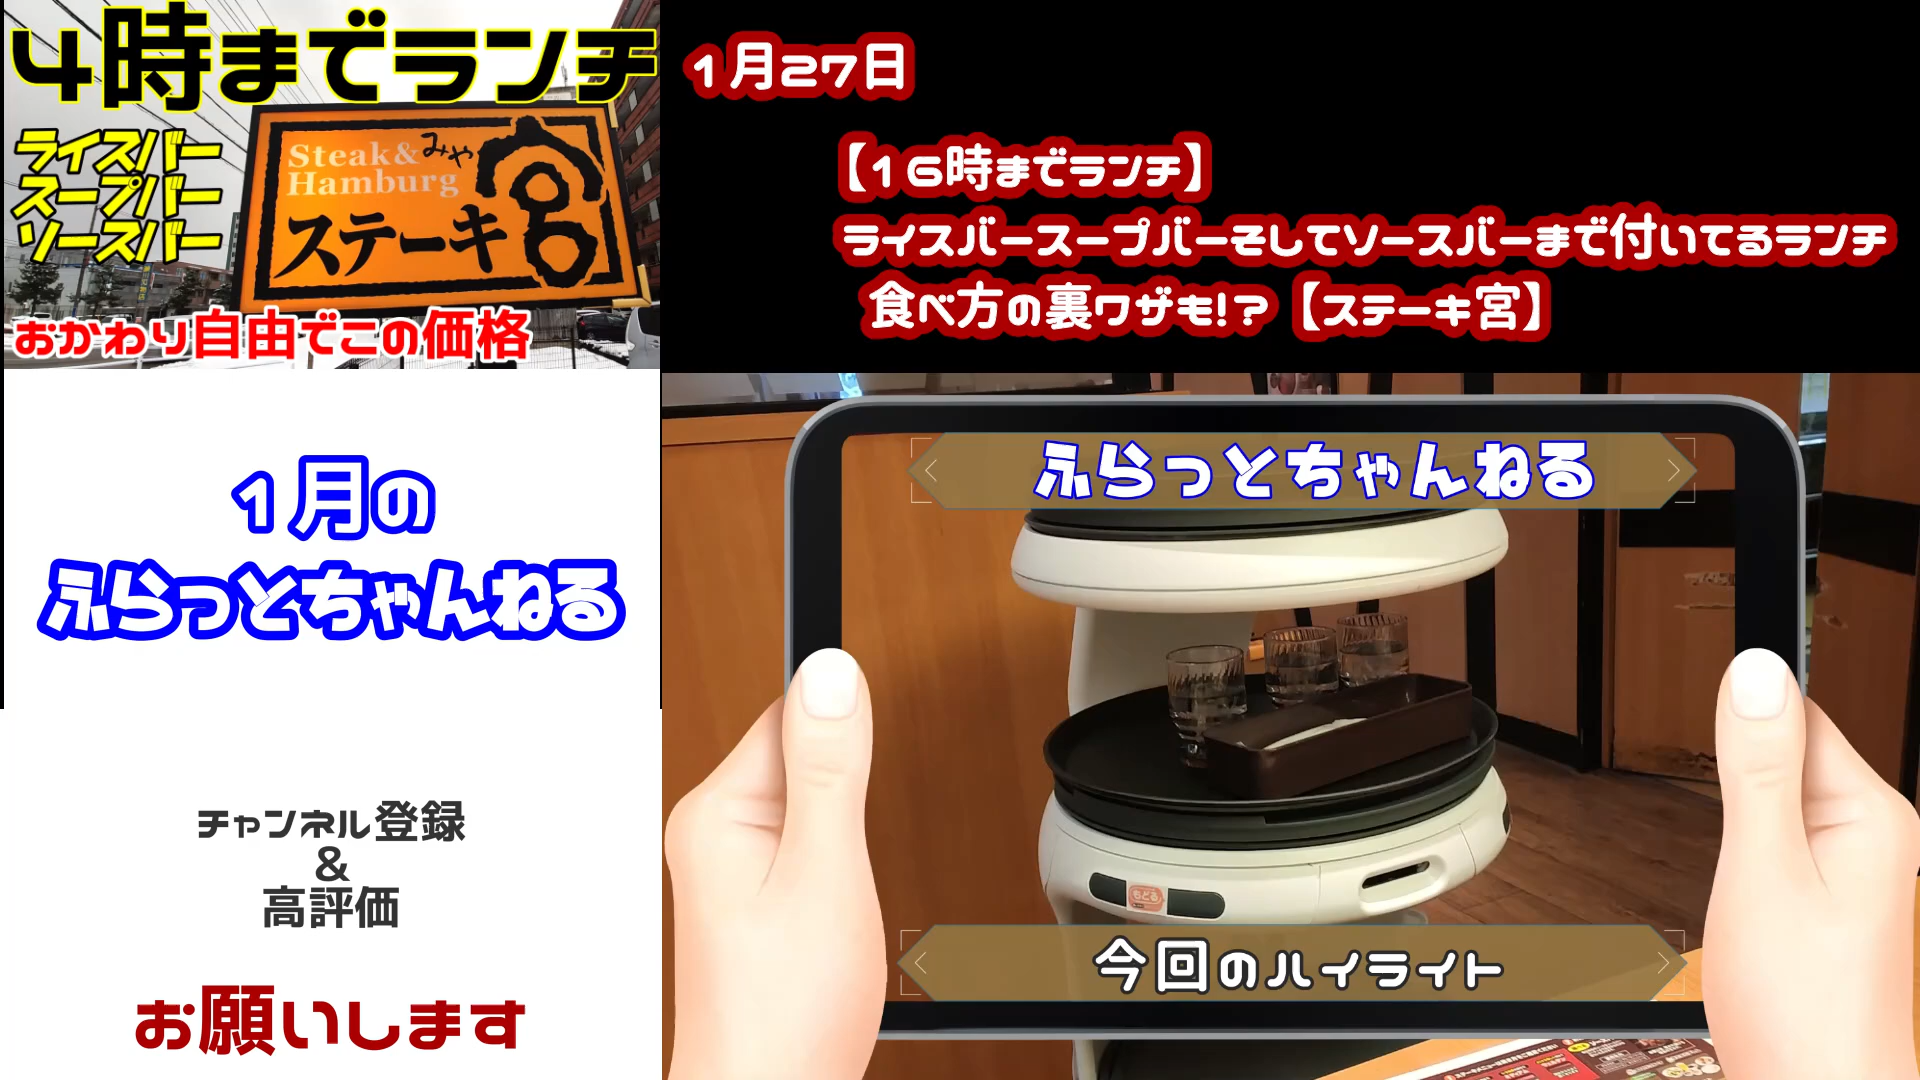 4時までランチ
ライスバー
スープバー
ソースバー
Steak&
Hamburg
みや
宮
ステーキ
おかわり自由でこの価格
1月27日
【16時までランチ】
ライスバースープバーそしてソースバーまで付いてるランチ
食べ方の裏ワザも!?【ステーキ宮】
1月の
ふらっとちゃんねる
チャンネル登録
&
高評価
お願いします
ふらっとちゃんねる
もどる
今回のハイライト